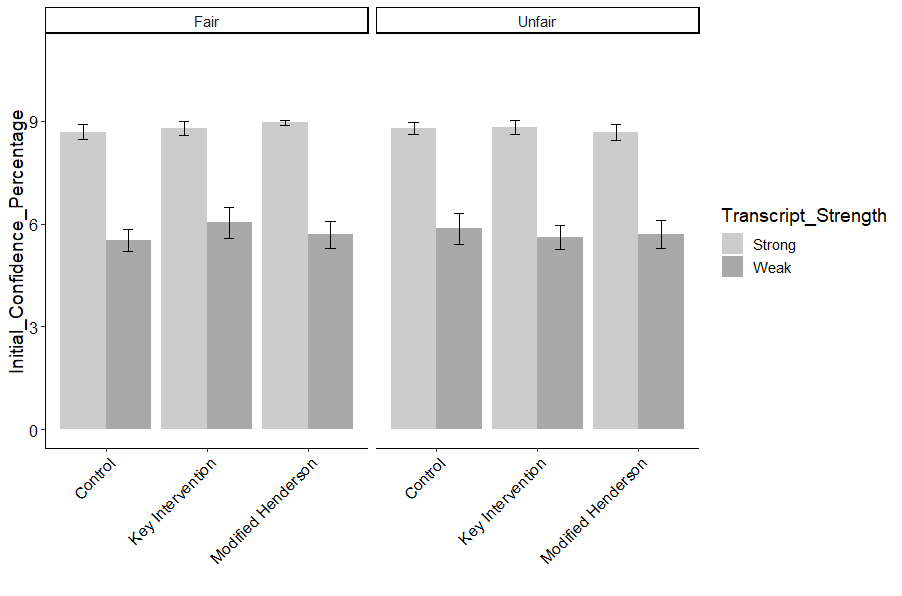 Fair
Unfair
Initial_Confidence_Percentage
9
6
3
0
Control
Key Intervention
Modified Henderson
Control
Key Intervention
Modified Henderson
Transcript_Strength
Strong
Weak